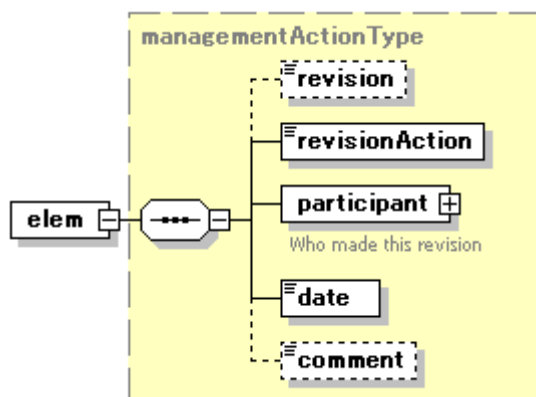 managementActionType
revision
revisionAction
elem
participant
Who made this revision
date
comment